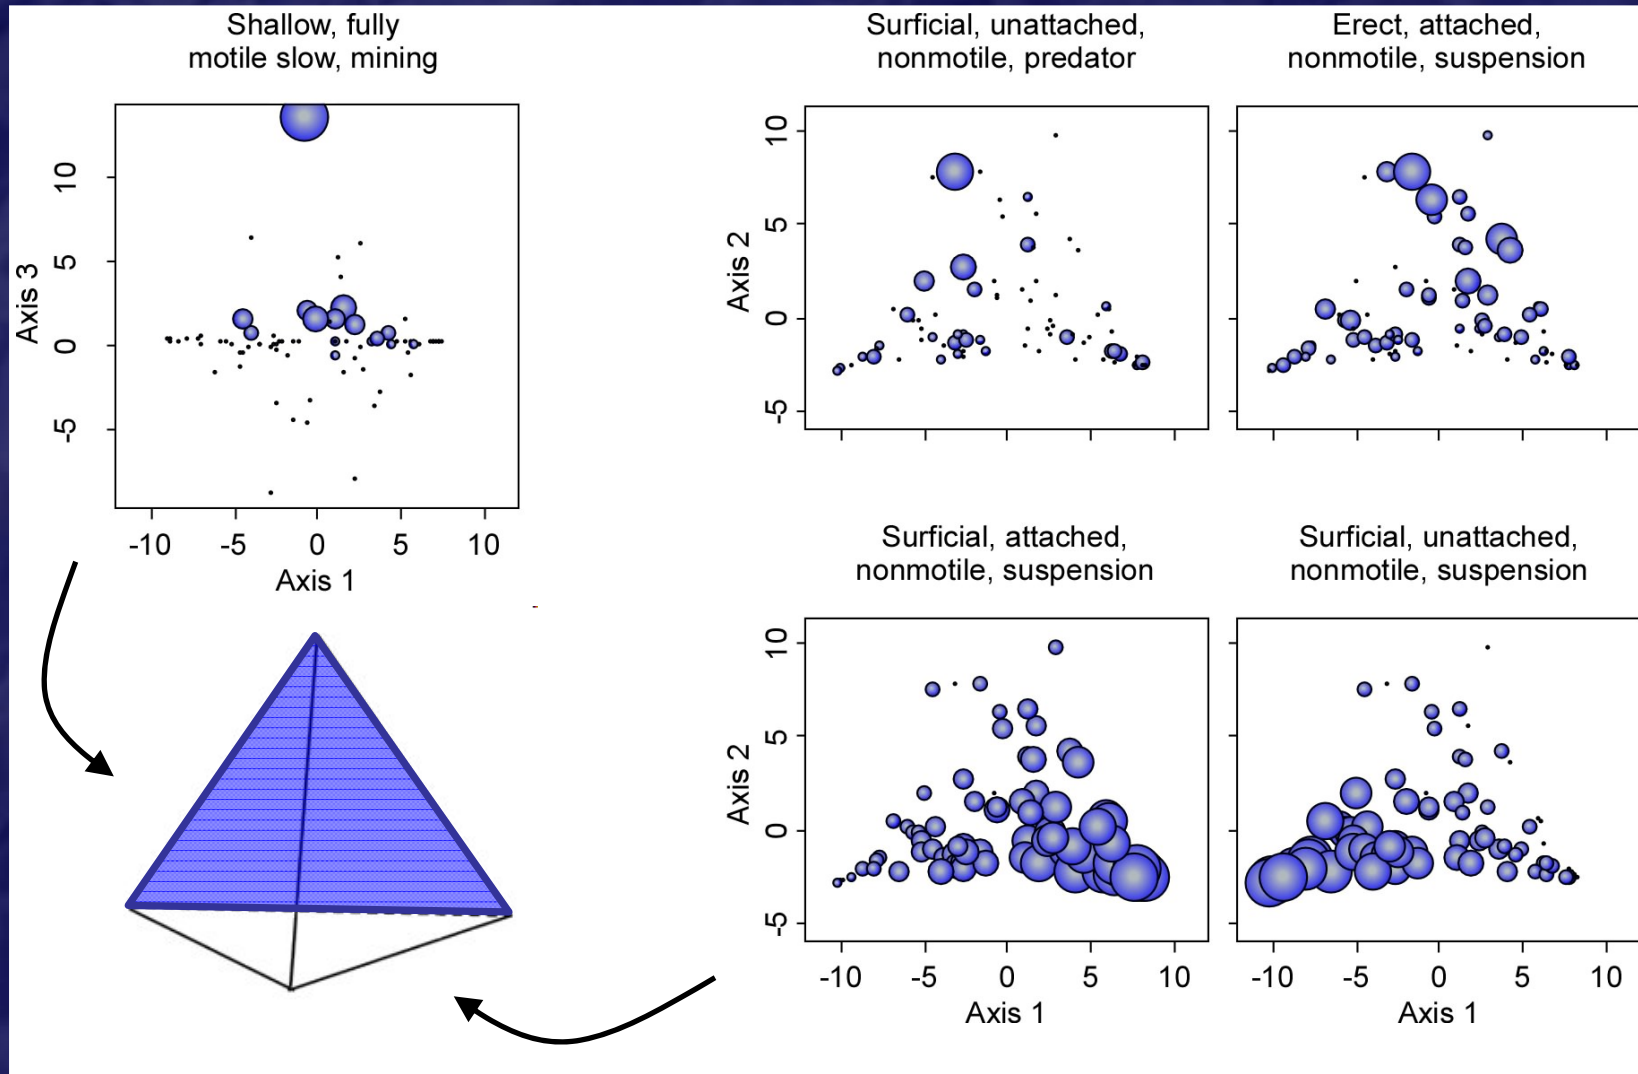 Shallow, fully
motile slow, mining
Axis 3
10
5
0
-5
-10 -5 0 5 10
Axis 1
Surficial, unattached,
nonmotile, predator
Axis 2
10
5
0
-5
Erect, attached,
nonmotile, suspension
Surficial, attached,
nonmotile, suspension
Axis 2
10
5
0
-5
-10 -5 0 5 10
Axis 1
Surficial, unattached,
nonmotile, suspension
-10 -5 0 5 10
Axis 1